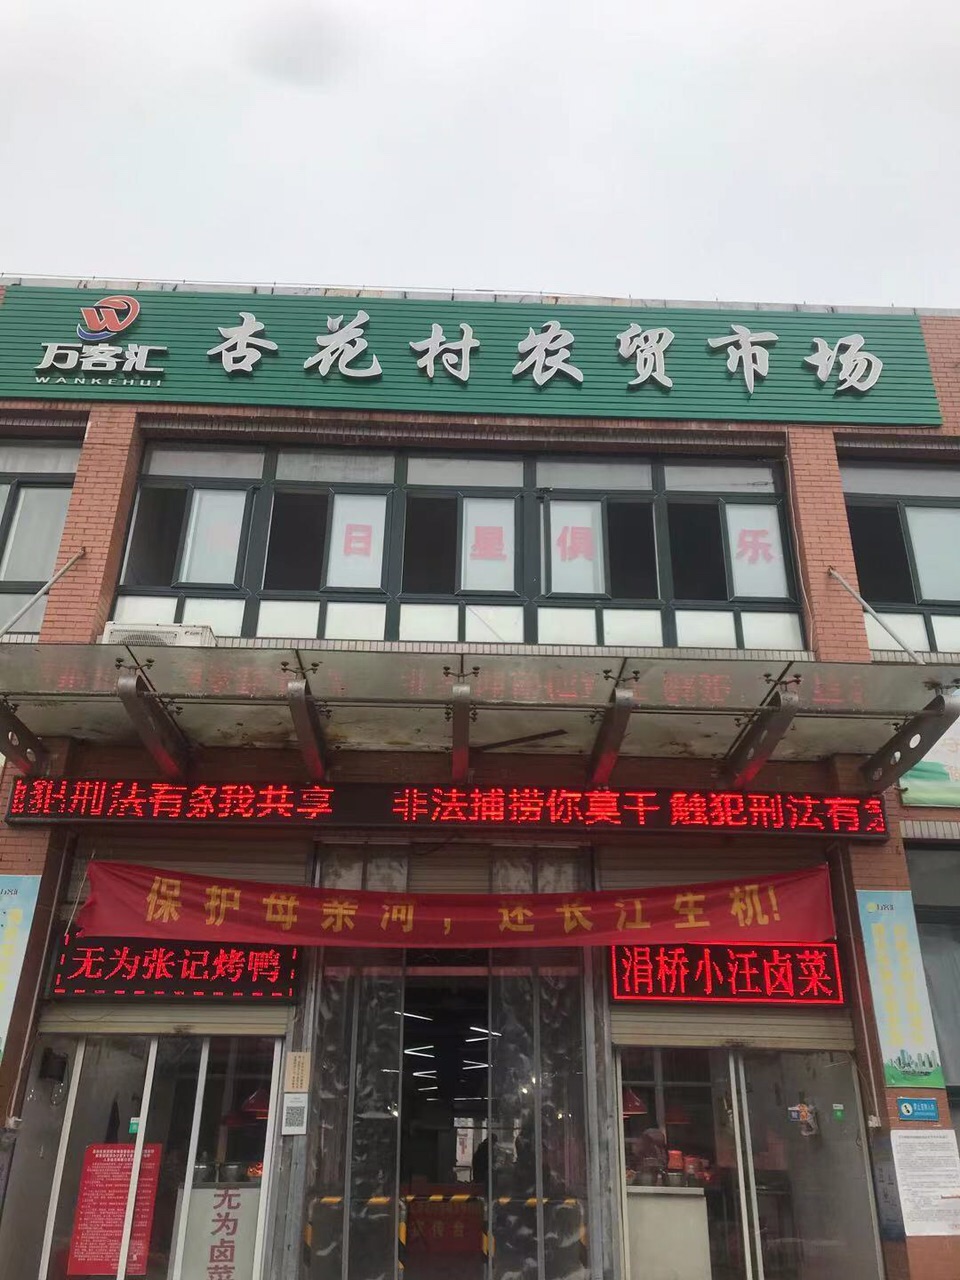 万客汇
WANKEHUI
杏花村农贸市场
日星俱乐
刑法有多我共享 非法捕捞你莫干 触犯刑法有
保护母亲河，还长江生机!
无为张记烤鸭
涓桥小汪卤菜
无为卤菜